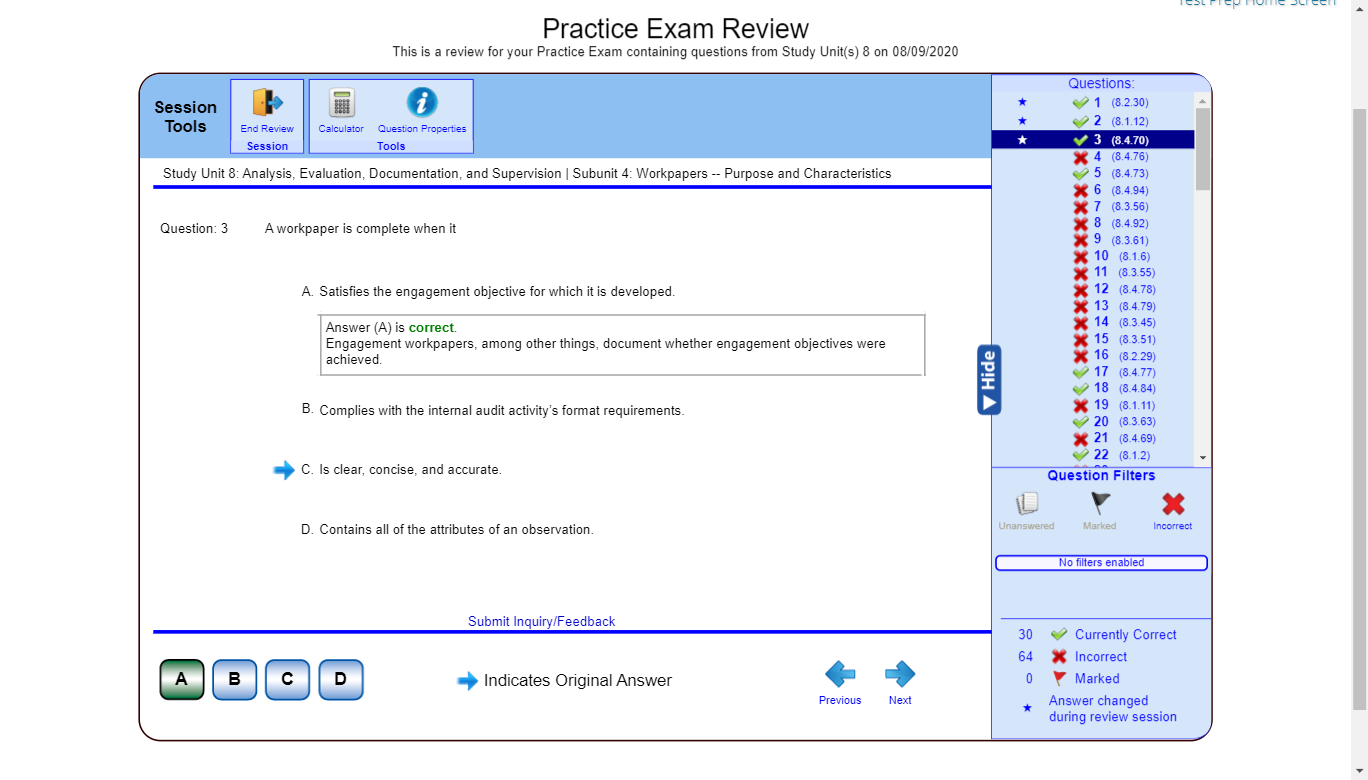 Test Prep Home Screen
Practice Exam Review
This is a review for your Practice Exam containing questions from Study Unit(s) 8 on 08/09/2020
Session
Tools
End Review
Session
Calculator
Question Properties
Tools
Study Unit 8: Analysis, Evaluation, Documentation, and Supervision | Subunit 4: Workpapers -- Purpose and Characteristics
Question: 3 A workpaper is complete when it
A. Satisfies the engagement objective for which it is developed.
Answer (A) is correct.
Engagement workpapers, among other things, document whether engagement objectives were
achieved.
B. Complies with the internal audit activity's format requirements.
C. Is clear, concise, and accurate.
D. Contains all of the attributes of an observation.
Submit Inquiry/Feedback
A B C D
Indicates Original Answer
Previous
Next
Hide
Questions:
1 (8.2.30)
2 (8.1.12)
3 (8.4.70)
4 (8.4.76)
5 (8.4.73)
6 (8.4.94)
7 (8.3.56)
8 (8.4.92)
9 (8.3.61)
10 (8.1.6)
11 (8.3.55)
12 (8.4.78)
13 (8.4.79)
14 (8.3.45)
15 (8.3.51)
16 (8.2.29)
17 (8.4.77)
18 (8.4.84)
19 (8.1.11)
20 (8.3.63)
21 (8.4.69)
22 (8.1.2)
Question Filters
Unanswered
Marked
Incorrect
No filters enabled
30 Currently Correct
64 Incorrect
0 Marked
Answer changed
during review session